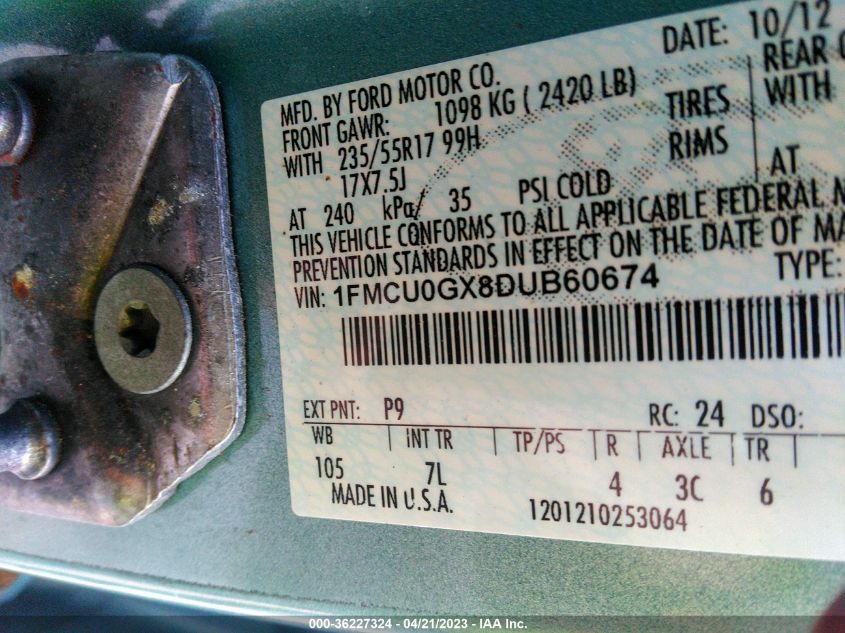 DATE: 10/12
MFD. BY FORD MOTOR CO.
FRONT GAWR: 1098 KG ( 2420 LB) REAR
WITH 235/55R17 99H TIRES WITH
17X7.5J RIMS
AT 240 kPa/ 35 PSI COLD AT
THIS VEHICLE CONFORMS TO ALL APPLICABLE FEDERAL
PREVENTION STANDARDS IN EFFECT ON THE DATE OF
VIN: 1FMCU0GX8DUB60674 TYPE:
EXT PNT: P9 RC: 24 DSO:
WB | INT TR | TP/PS | R | AXLE | TR |
105 7L 4 3C 6
MADE IN U.S.A. 1201210253064
000-36227324 - 04/21/2023 - IAA Inc.